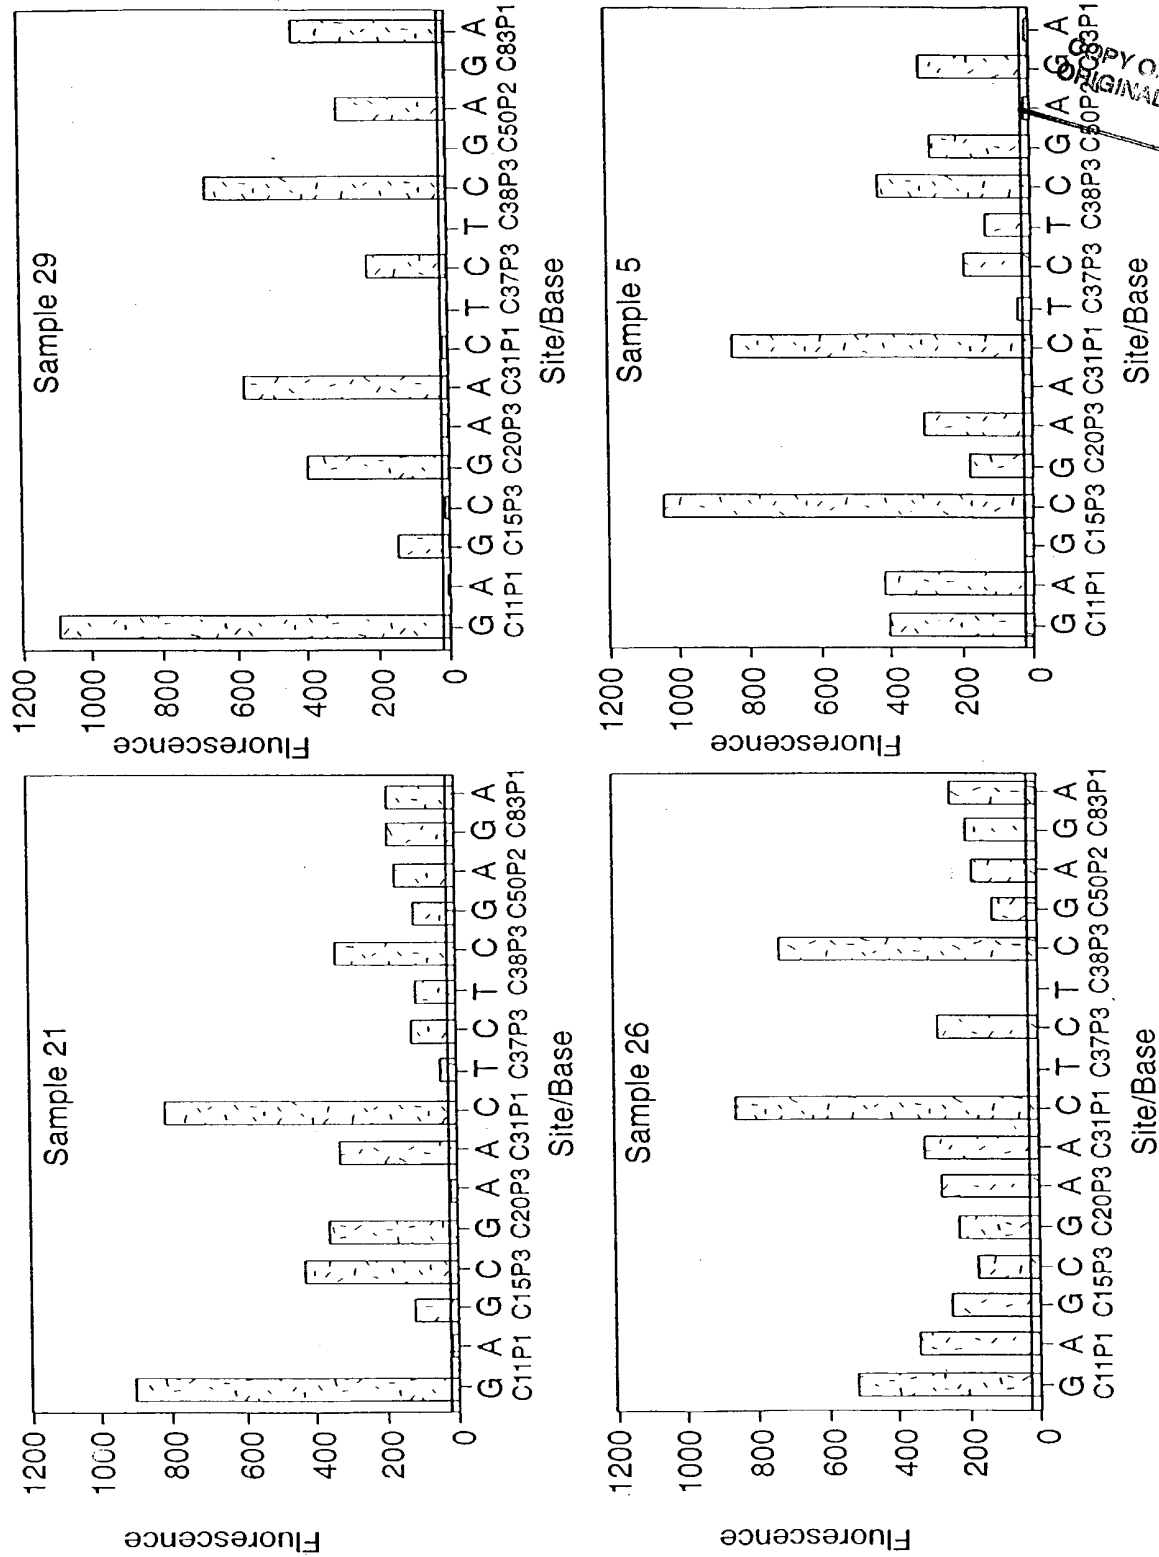 Sample 21
Fluorescence
1200
1000
800
600
400
200
0
G A G C G A A C T C T C G A G A
C11P1 C15P3 C20P3 C31P1 C37P3 C38P3 C50P2 C83P1
Site/Base
Sample 29
Fluorescence
1200
1000
800
600
400
200
0
G A G C G A A C T C T C G A G A
C11P1 C15P3 C20P3 C31P1 C37P3 C38P3 C50P2 C83P1
Site/Base
Sample 26
Fluorescence
1200
1000
800
600
400
200
0
G A G C G A A C T C T C G A G A
C11P1 C15P3 C20P3 C31P1 C37P3 C38P3 C50P2 C83P1
Site/Base
Sample 5
Fluorescence
1200
1000
800
600
400
200
0
G A G C G A A C T C T C G A G A
C11P1 C15P3 C20P3 C31P1 C37P3 C38P3 C50P2 C83P1
Site/Base
COPY O
ORIGINAL